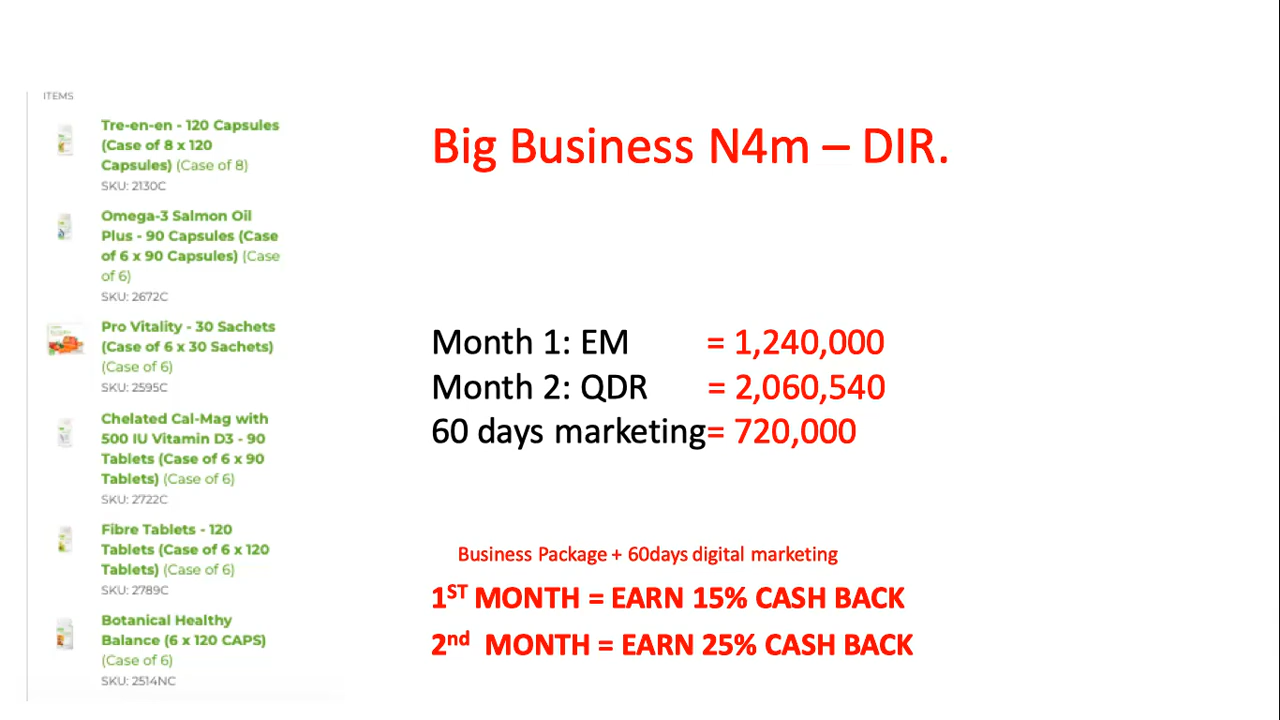 ITEMS
Tre-en-en - 120 Capsules
(Case of 8 x 120
Capsules) (Case of 8)
SKU: 2130C
Omega-3 Salmon Oil
Plus - 90 Capsules (Case
of 6 x 90 Capsules) (Case
of 6)
SKU: 2672C
Pro Vitality - 30 Sachets
(Case of 6 x 30 Sachets)
(Case of 6)
SKU: 2595C
Chelated Cal-Mag with
500 IU Vitamin D3 - 90
Tablets (Case of 6 x 90
Tablets) (Case of 6)
SKU: 2722C
Fibre Tablets - 120
Tablets (Case of 6 x 120
Tablets) (Case of 6)
SKU: 2789C
Botanical Healthy
Balance (6 x 120 CAPS)
(Case of 6)
SKU: 2514NC
Big Business N4m – DIR.
Month 1: EM = 1,240,000
Month 2: QDR = 2,060,540
60 days marketing= 720,000
Business Package + 60days digital marketing
1ST MONTH = EARN 15% CASH BACK
2nd MONTH = EARN 25% CASH BACK